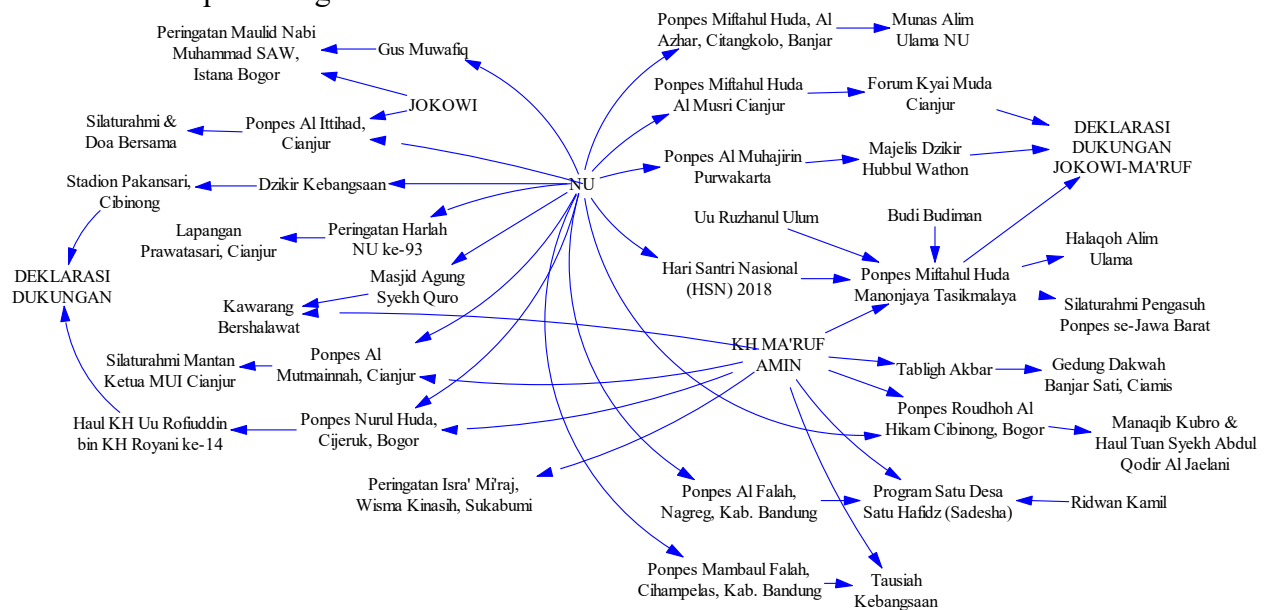 Peringatan Maulid Nabi
Muhammad SAW,
Istana Bogor
Gus Muwafiq
JOKOWI
Silaturahmi &
Doa Bersama
Ponpes Al Ittihad,
Cianjur
Stadion Pakansari,
Cibinong
Dzikir Kebangsaan
NU
Lapangan
Prawatasari, Cianjur
Peringatan Harlah
NU ke-93
DEKLARASI
DUKUNGAN
Masjid Agung
Syekh Quro
Kawarang
Bershalawat
Silaturahmi Mantan
Ketua MUI Cianjur
Ponpes Al
Mutmainnah, Cianjur
Haul KH Uu Rofiuddin
bin KH Royani ke-14
Ponpes Nurul Huda,
Cijeruk, Bogor
Peringatan Isra' Mi'raj,
Wisma Kinasih, Sukabumi
Ponpes Miftahul Huda, Al
Azhar, Citangkolo, Banjar
Munas Alim
Ulama NU
Ponpes Miftahul Huda
Al Musri Cianjur
Forum Kyai Muda
Cianjur
DEKLARASI
DUKUNGAN
JOKOWI-MA'RUF
Ponpes Al Muhajirin
Purwakarta
Majelis Dzikir
Hubbul Wathon
Uu Ruzhanul Ulum
Budi Budiman
Hari Santri Nasional
(HSN) 2018
Ponpes Miftahul Huda
Manonjaya Tasikmalaya
Halaqoh Alim
Ulama
Silaturahmi Pengasuh
Ponpes se-Jawa Barat
KH MA'RUF
AMIN
Tabligh Akbar
Gedung Dakwah
Banjar Sati, Ciamis
Ponpes Roudhoh Al
Hikam Cibinong, Bogor
Manaqib Kubro &
Haul Tuan Syekh Abdul
Qodir Al Jaelani
Ponpes Al Falah,
Nagreg, Kab. Bandung
Program Satu Desa
Satu Hafidz (Sadesha)
Ridwan Kamil
Ponpes Mambaul Falah,
Cihampelas, Kab. Bandung
Tausiah
Kebangsaan